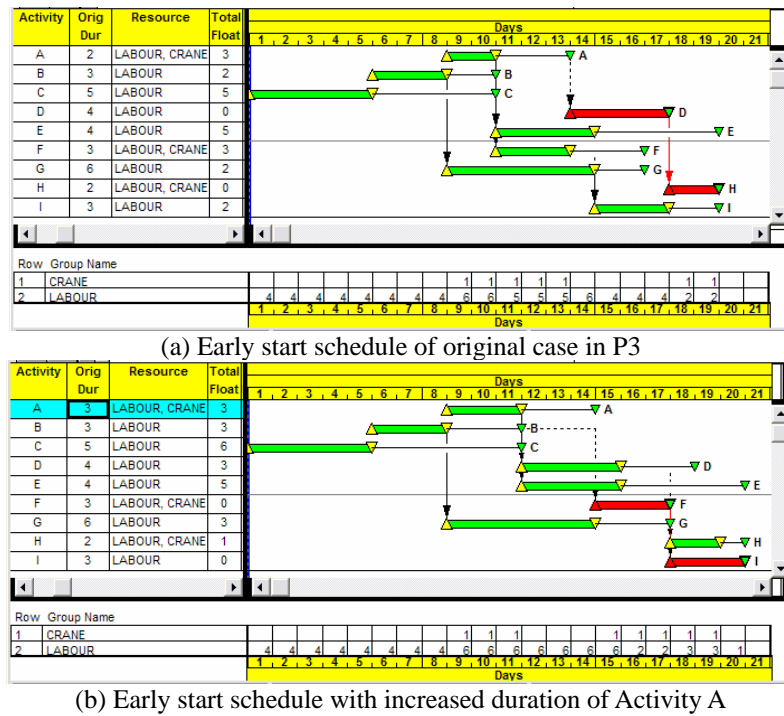 Activity Orig Dur Resource Total Float
Days
1 2 3 4 5 6 7 8 9 10 11 12 13 14 15 16 17 18 19 20 21
A 2 LABOUR, CRANE 3 A
B 3 LABOUR 2 B
C 5 LABOUR 5 C
D 4 LABOUR 0 D
E 4 LABOUR 5 E
F 3 LABOUR, CRANE 3 F
G 6 LABOUR 2 G
H 2 LABOUR, CRANE 0 H
I 3 LABOUR 2 I
Row Group Name
1 CRANE 1 1 1 1 1 1 1
2 LABOUR 4 4 4 4 4 4 4 4 6 6 5 5 5 6 4 4 4 2 2
1 2 3 4 5 6 7 8 9 10 11 12 13 14 15 16 17 18 19 20 21
Days
(a) Early start schedule of original case in P3
Activity Orig Dur Resource Total Float
Days
1 2 3 4 5 6 7 8 9 10 11 12 13 14 15 16 17 18 19 20 21
A 3 LABOUR, CRANE 3 A
B 3 LABOUR 3 B
C 5 LABOUR 6 C
D 4 LABOUR 3 D
E 4 LABOUR 5 E
F 3 LABOUR, CRANE 0 F
G 6 LABOUR 3 G
H 2 LABOUR, CRANE 1 H
I 3 LABOUR 0 I
Row Group Name
1 CRANE 1 1 1 1 1 1 1 1
2 LABOUR 4 4 4 4 4 4 4 4 6 6 6 6 6 6 6 2 2 3 3 1
1 2 3 4 5 6 7 8 9 10 11 12 13 14 15 16 17 18 19 20 21
Days
(b) Early start schedule with increased duration of Activity A